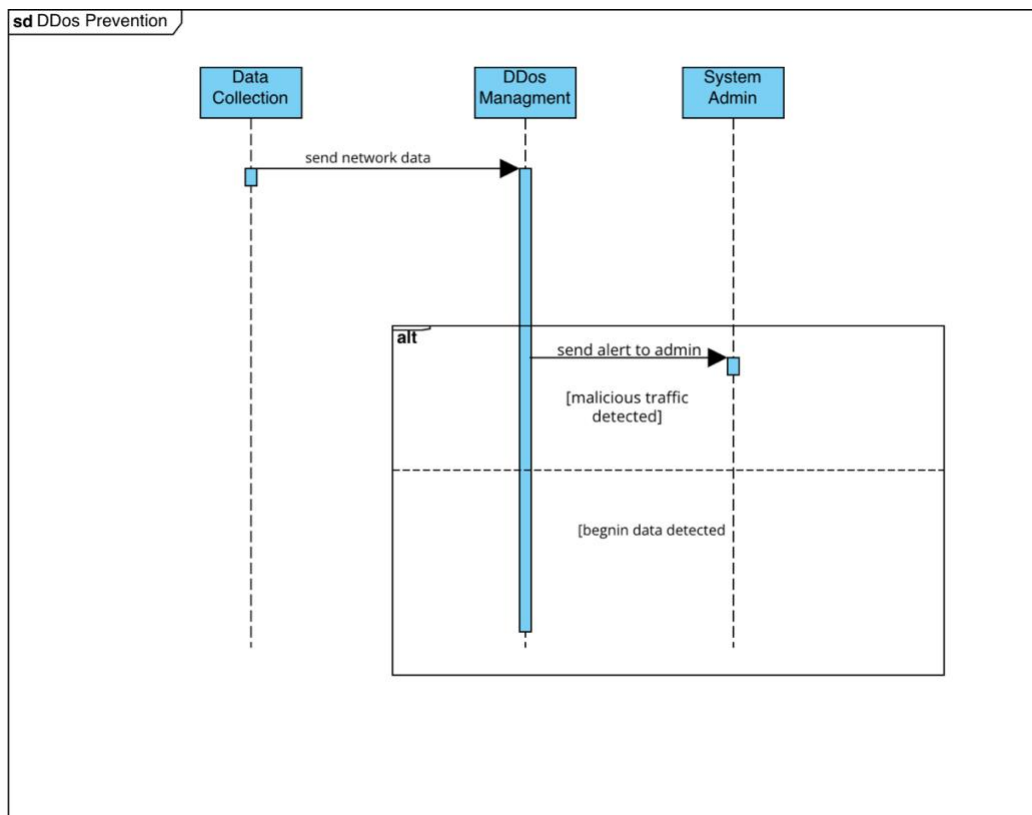 sd DDos Prevention
Data
Collection
DDos
Managment
System
Admin
send network data
alt
send alert to admin
[malicious traffic
detected]
[begnin data detected